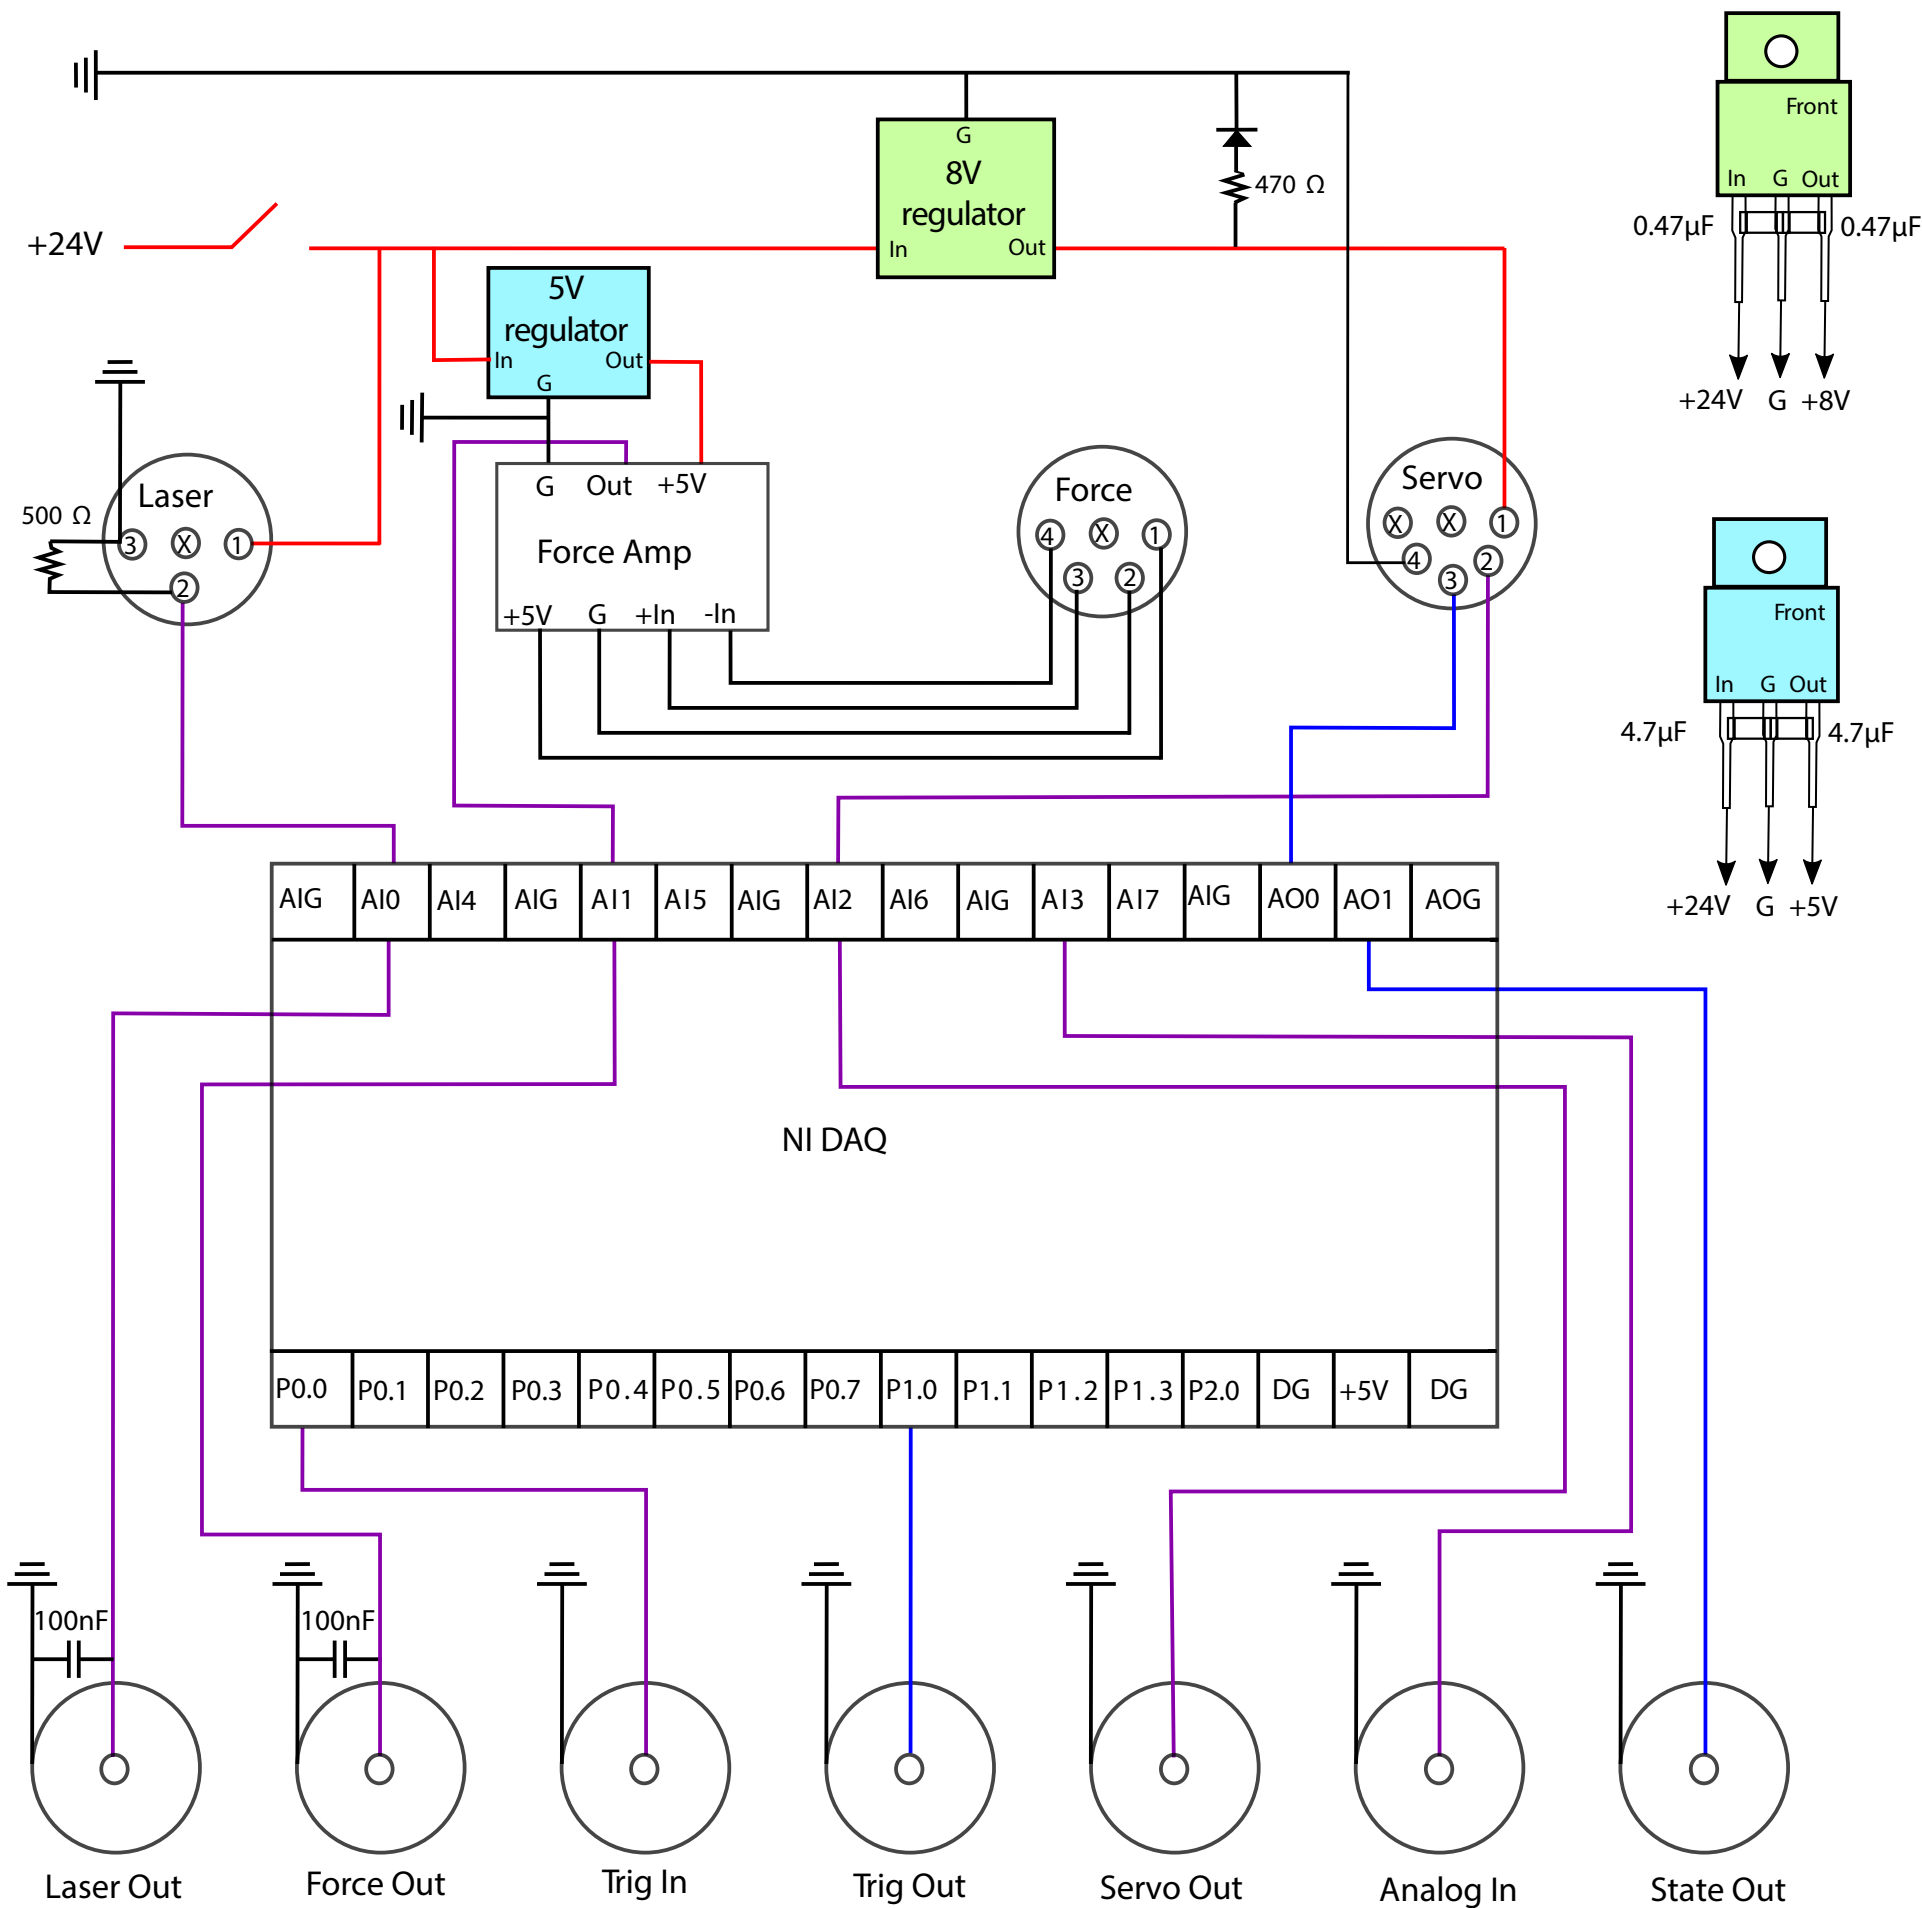 Front
In G Out
0.47µF
0.47µF
+24V G +8V
G
8V
regulator
In
Out
470 Ω
+24V
5V
regulator
In
Out
G
Laser
500 Ω
3 X 1
2
G Out +5V
Force Amp
+5V G +In -In
Force
4 X 1
3 2
Servo
X X 1
4 3 2
Front
In G Out
4.7µF
4.7µF
+24V G +5V
AIG AI0 AI4 AIG AI1 AI5 AIG AI2 AI6 AIG AI3 AI7 AIG AO0 AO1 AOG
NI DAQ
P0.0 P0.1 P0.2 P0.3 P0.4 P0.5 P0.6 P0.7 P1.0 P1.1 P1.2 P1.3 P2.0 DG +5V DG
100nF
100nF
Laser Out
Force Out
Trig In
Trig Out
Servo Out
Analog In
State Out